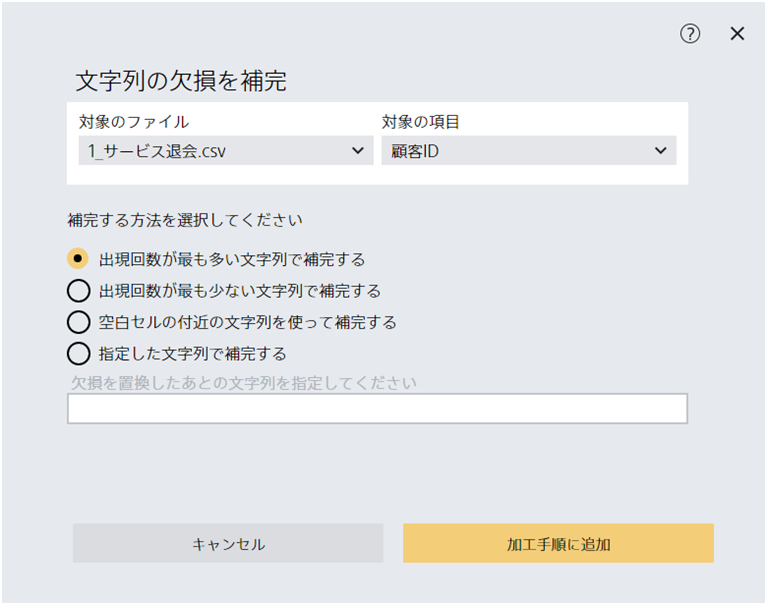 文字列の欠損を補完
対象のファイル 対象の項目
1_サービス退会.csv 顧客ID
補完する方法を選択してください
出現回数が最も多い文字列で補完する
出現回数が最も少ない文字列で補完する
空白セルの付近の文字列を使って補完する
指定した文字列で補完する
欠損を置換したあとの文字列を指定してください
キャンセル 加工手順に追加